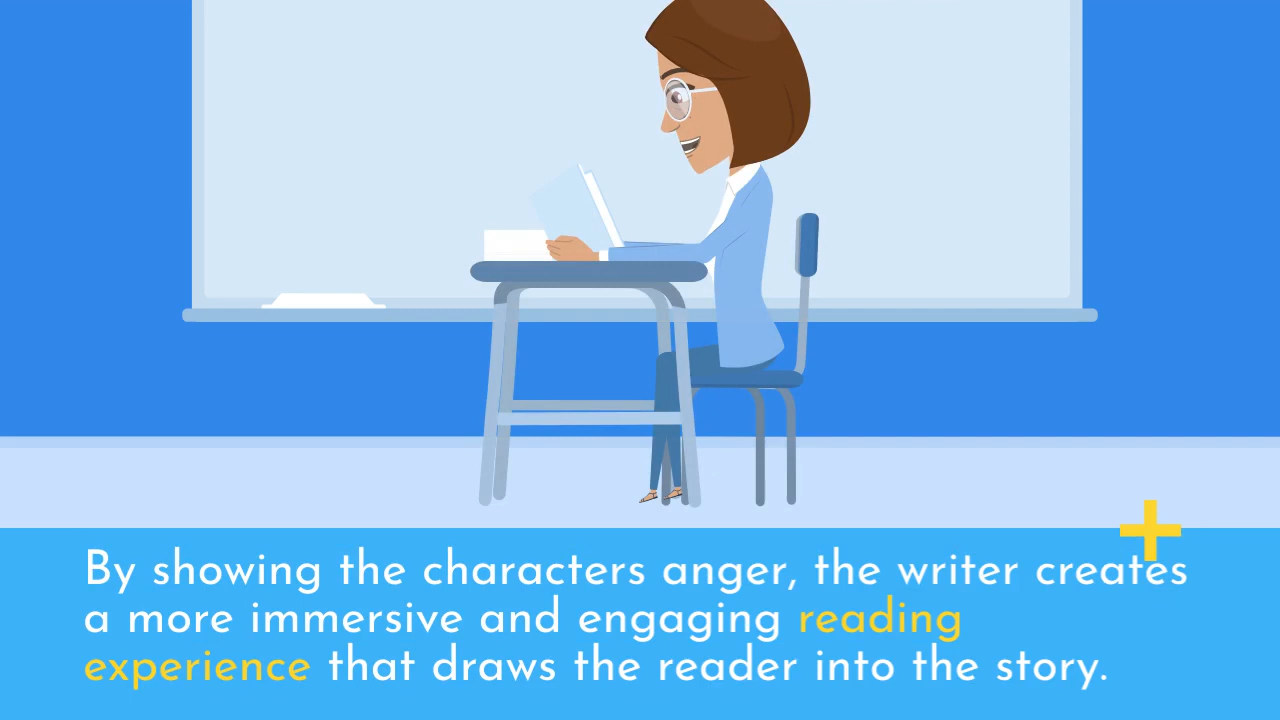 By showing the characters anger, the writer creates
a more immersive and engaging reading
experience that draws the reader into the story.